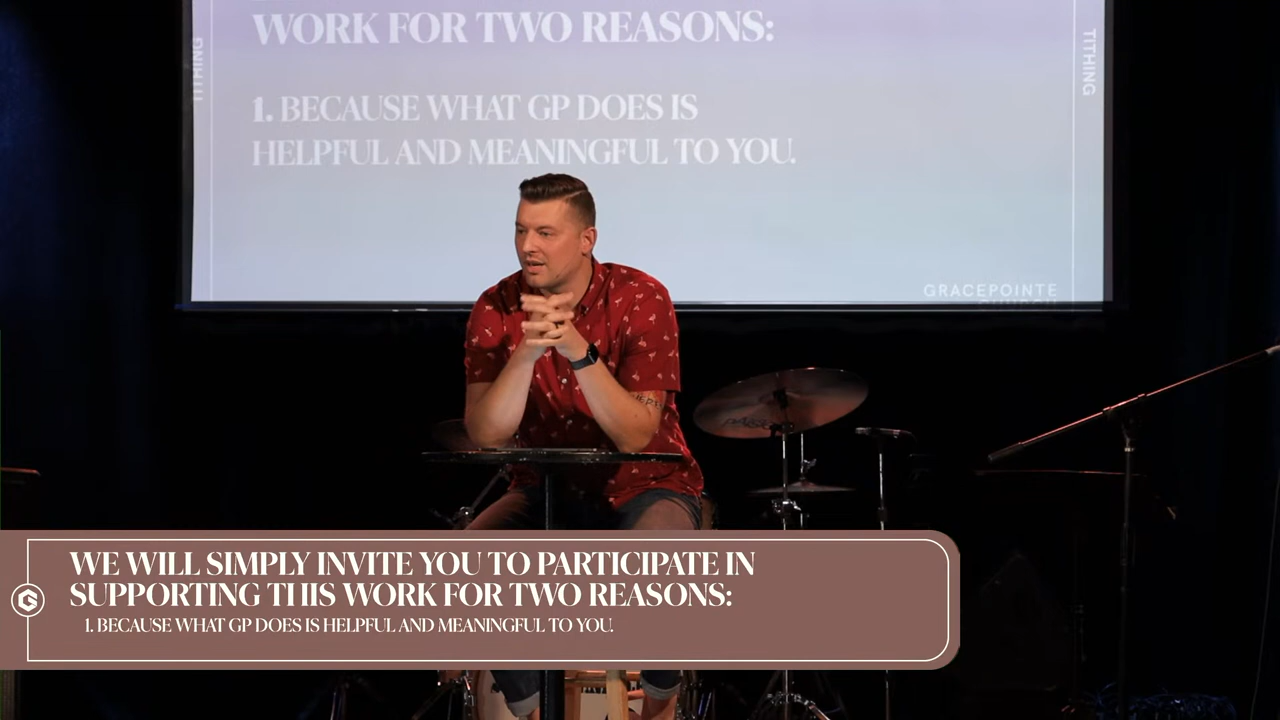 WORK FOR TWO REASONS:
1. BECAUSE WHAT GP DOES IS
HELPFUL AND MEANINGFUL TO YOU.
TITHING
TITHING
GRACEPOINTE
CHURCH
WE WILL SIMPLY INVITE YOU TO PARTICIPATE IN
SUPPORTING THIS WORK FOR TWO REASONS:
1. BECAUSE WHAT GP DOES IS HELPFUL AND MEANINGFUL TO YOU.